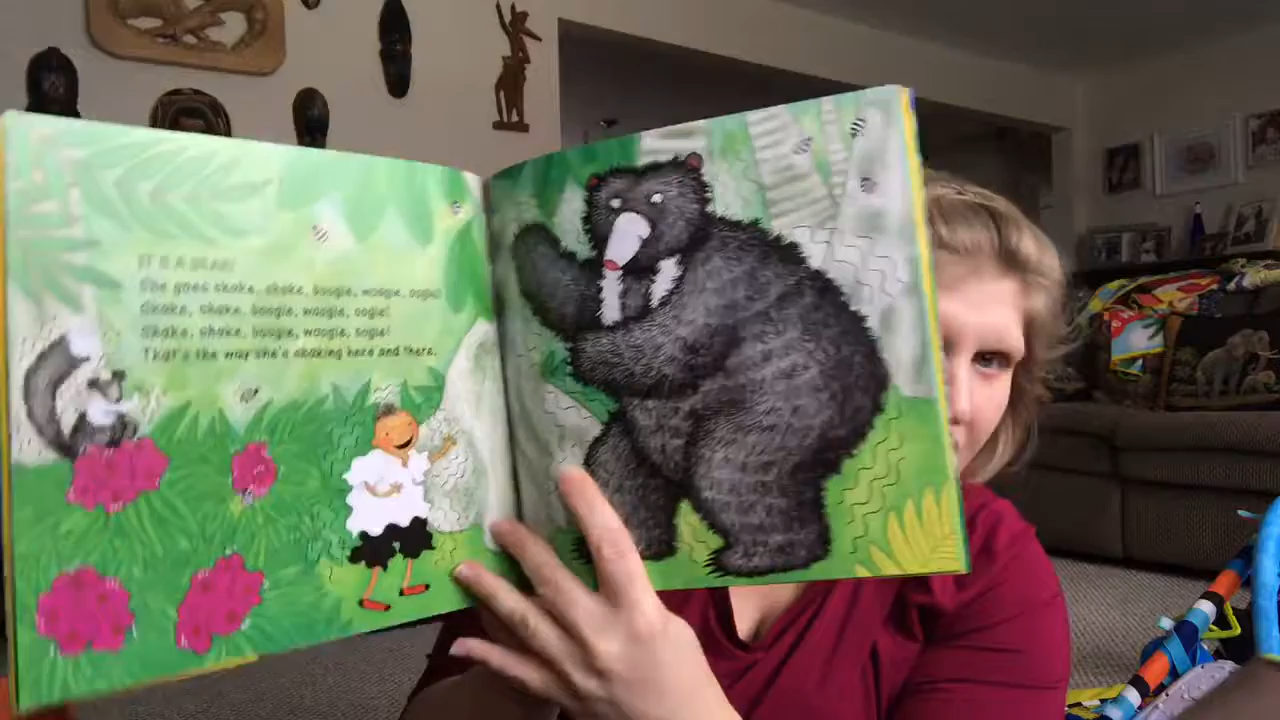 IT'S A BEAR!
She goes shake, shake, boogie, woogie, oogie!
Shake, shake, boogie, woogie, oogie!
Shake, shake, boogie, woogie, oogie!
That's the way she's shaking here and there.